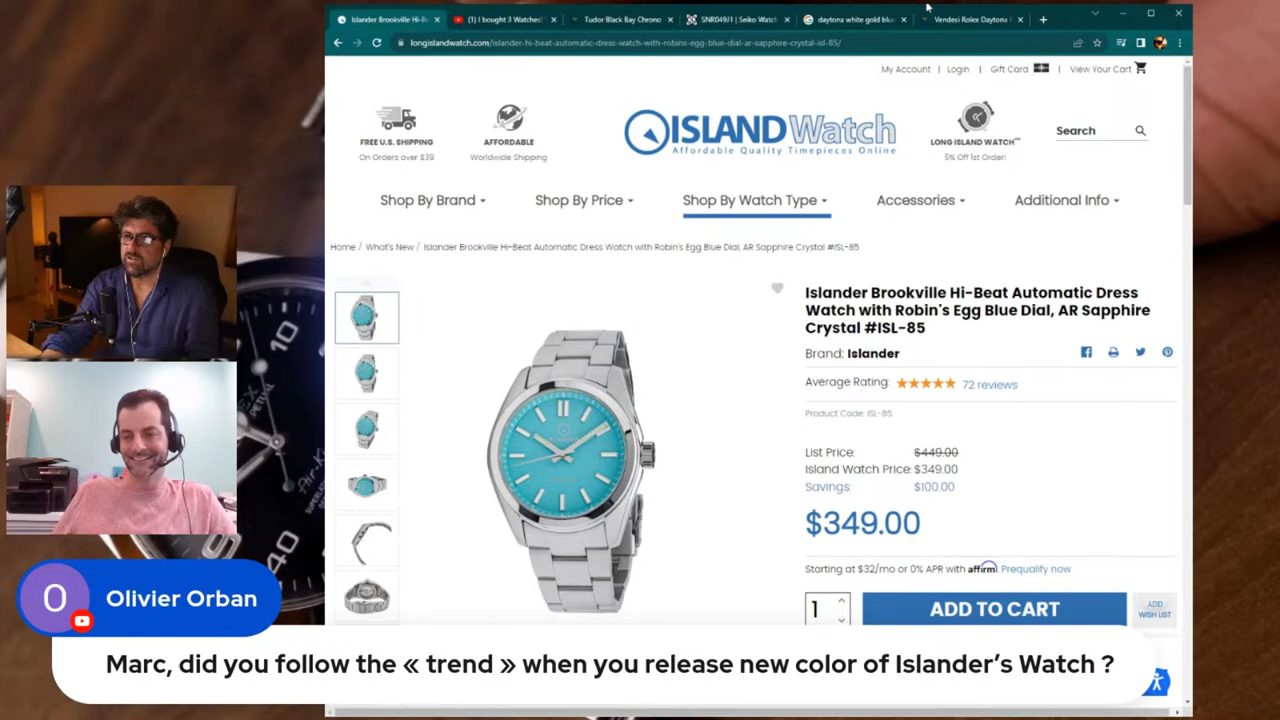 Islander Brookville Hi-B
(1) I bought 3 Watches
Tudor Black Bay Chrono
SNR049J1 | Seiko Watch
daytona white gold blu
Vendesi Rolex Daytona
longislandwatch.com/islander-hi-beat-automatic-dress-watch-with-robins-egg-blue-dial-ar-sapphire-crystal-isl-85/
My Account | Login | Gift Card | View Your Cart
FREE U.S. SHIPPING
On Orders over $39
AFFORDABLE
Worldwide Shipping
ISLAND Watch
Affordable Quality Timepieces Online
LONG ISLAND WATCH
5% Off 1st Order!
Search
Shop By Brand
Shop By Price
Shop By Watch Type
Accessories
Additional Info
Home / What's New / Islander Brookville Hi-Beat Automatic Dress Watch with Robin's Egg Blue Dial, AR Sapphire Crystal #ISL-85
Islander Brookville Hi-Beat Automatic Dress
Watch with Robin's Egg Blue Dial, AR Sapphire
Crystal #ISL-85
Brand: Islander
Average Rating: 72 reviews
Product Code: ISL-85
List Price: $449.00
Island Watch Price: $349.00
Savings: $100.00
$349.00
Starting at $32/mo or 0% APR with affirm Prequalify now
1
ADD TO CART
ADD
WISH LIST
ISLANDER
10
40
O
Olivier Orban
Marc, did you follow the « trend » when you release new color of Islander's Watch ?